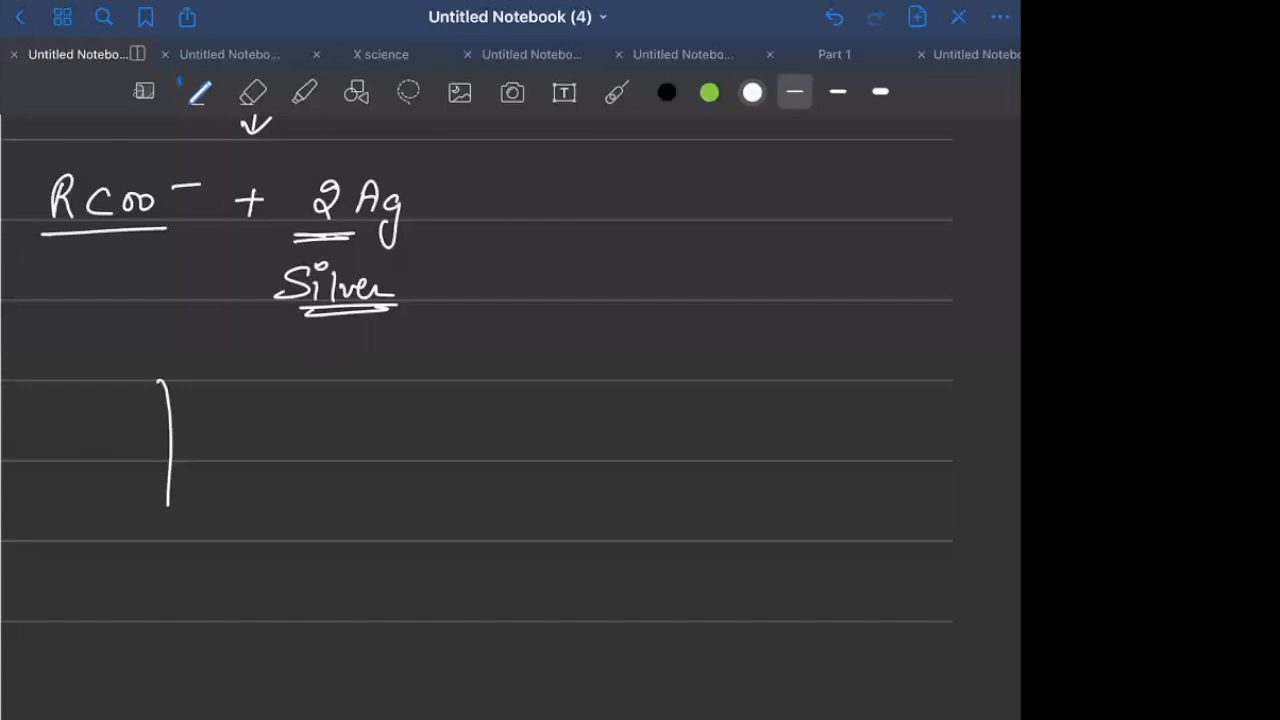 Untitled Notebook (4)
Untitled Notebo... Untitled Notebo... X science Untitled Notebo... Untitled Notebo... Part 1 Untitled Notebo
RCOO⁻ + 2Ag
Silver